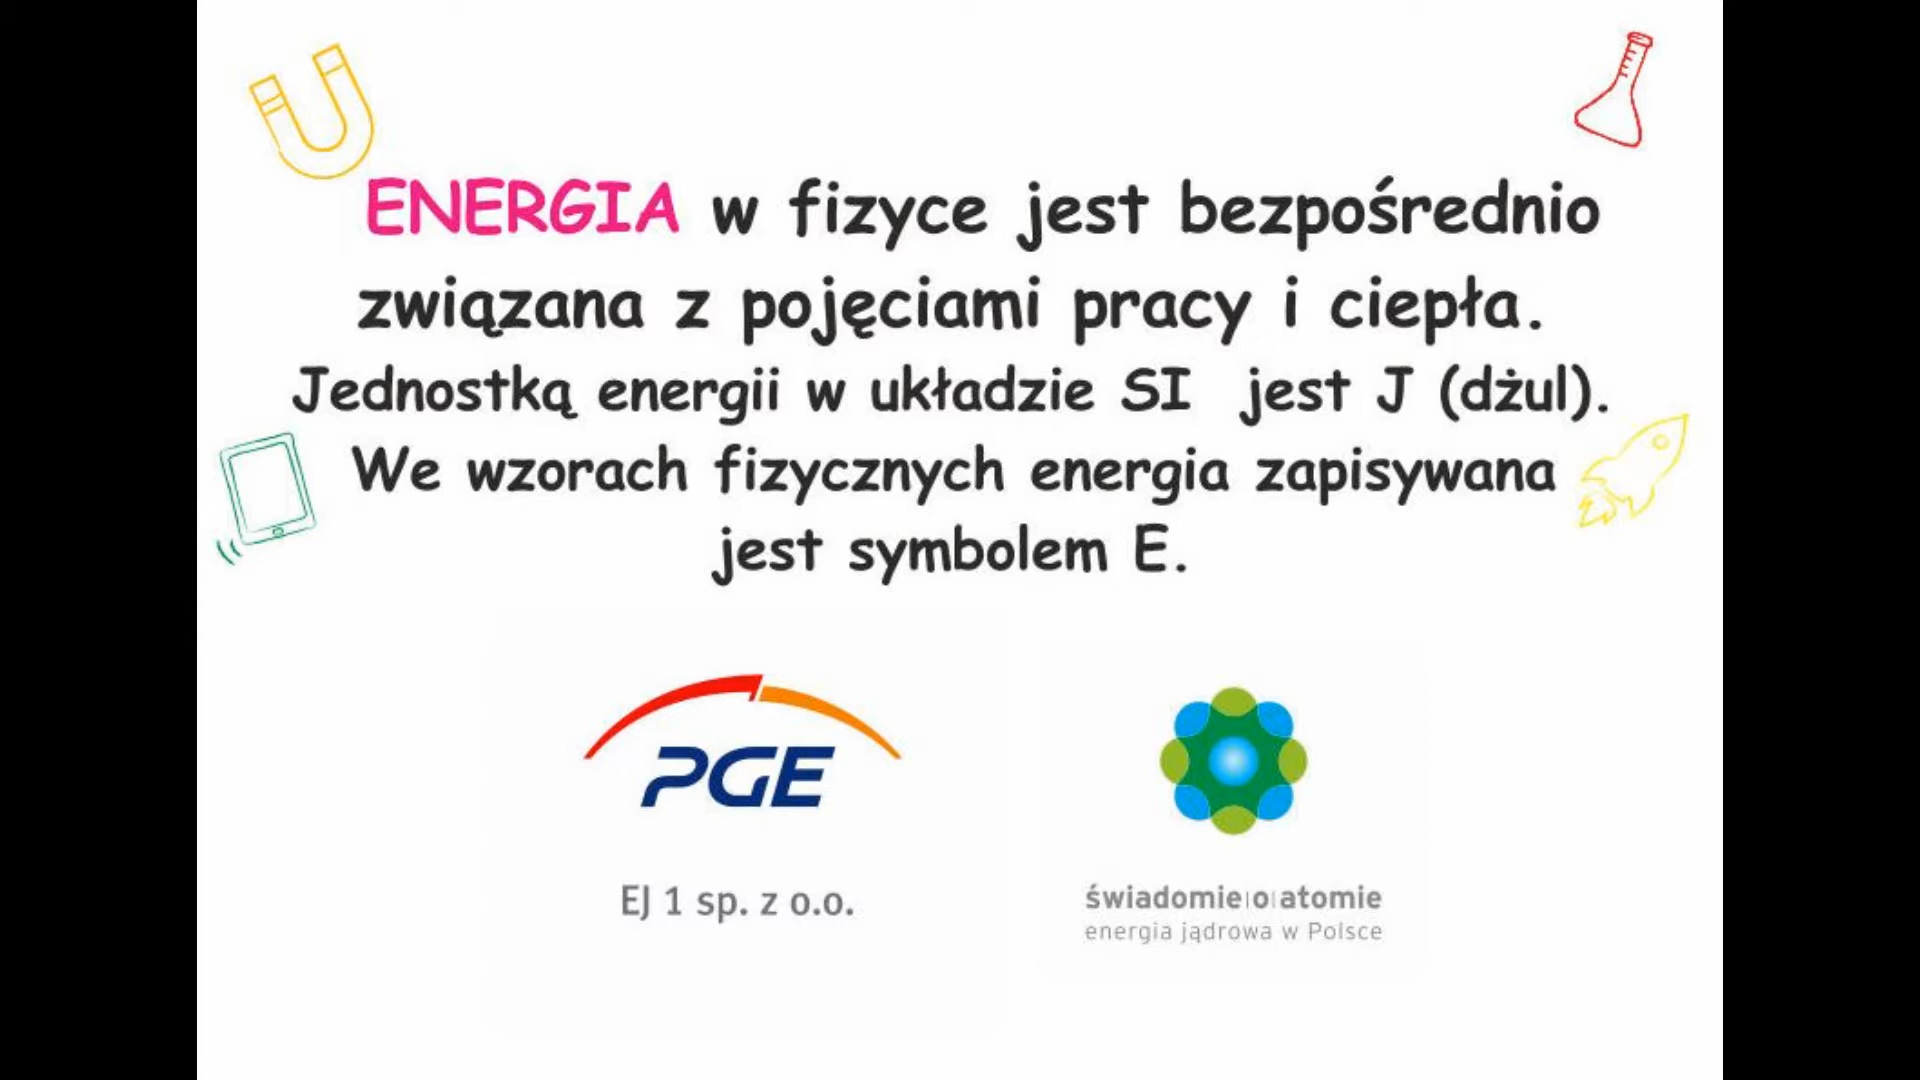 ENERGIA w fizyce jest bezpośrednio
związana z pojęciami pracy i ciepła.
Jednostką energii w układzie SI jest J (dżul).
We wzorach fizycznych energia zapisywana
jest symbolem E.
PGE
EJ 1 sp. z o.o.
świadomie|o|atomie
energia jądrowa w Polsce